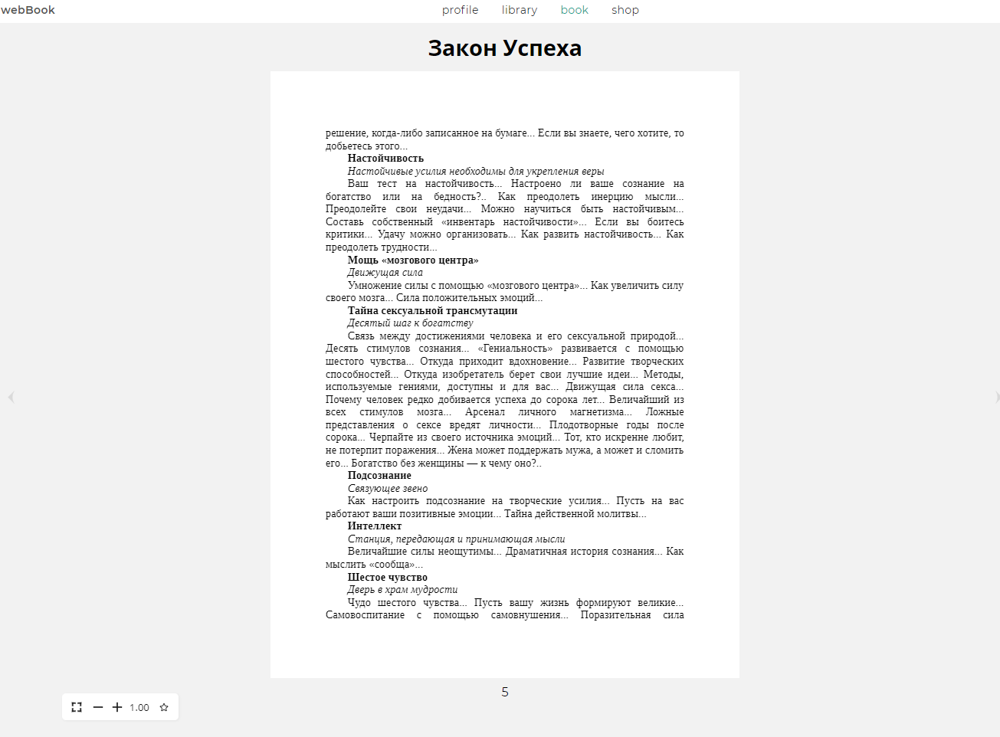 webBook
profile library book shop
Закон Успеха
решение, когда-либо записанное на бумаге... Если вы знаете, чего хотите, то
добьетесь этого...
Настойчивость
Настойчивые усилия необходимы для укрепления веры
Ваш тест на настойчивость... Настроено ли ваше сознание на
богатство или на бедность?.. Как преодолеть инерцию мысли...
Преодолейте свои неудачи... Можно научиться быть настойчивым...
Составь собственный «инвентарь настойчивости»... Если вы боитесь
критики... Удачу можно организовать... Как развить настойчивость... Как
преодолеть трудности...
Мощь «мозгового центра»
Движущая сила
Умножение силы с помощью «мозгового центра»... Как увеличить силу
своего мозга... Сила положительных эмоций...
Тайна сексуальной трансмутации
Десятый шаг к богатству
Связь между достижениями человека и его сексуальной природой...
Десять стимулов сознания... «Гениальность» развивается с помощью
шестого чувства... Откуда приходит вдохновение... Развитие творческих
способностей... Откуда изобретатель берет свои лучшие идеи... Методы,
используемые гениями, доступны и для вас... Движущая сила секса...
Почему человек редко добивается успеха до сорока лет... Величайший из
всех стимулов мозга... Арсенал личного магнетизма... Ложные
представления о сексе вредят личности... Плодотворные годы после
сорока... Черпайте из своего источника эмоций... Тот, кто искренне любит,
не потерпит поражения... Жена может поддержать мужа, а может и сломить
его... Богатство без женщины — к чему оно?..
Подсознание
Связующее звено
Как настроить подсознание на творческие усилия... Пусть на вас
работают ваши позитивные эмоции... Тайна действенной молитвы...
Интеллект
Станция, передающая и принимающая мысли
Величайшие силы неощутимы... Драматичная история сознания... Как
мыслить «сообща»...
Шестое чувство
Дверь в храм мудрости
Чудо шестого чувства... Пусть вашу жизнь формируют великие...
Самовоспитание с помощью самовнушения... Поразительная сила
5
1.00